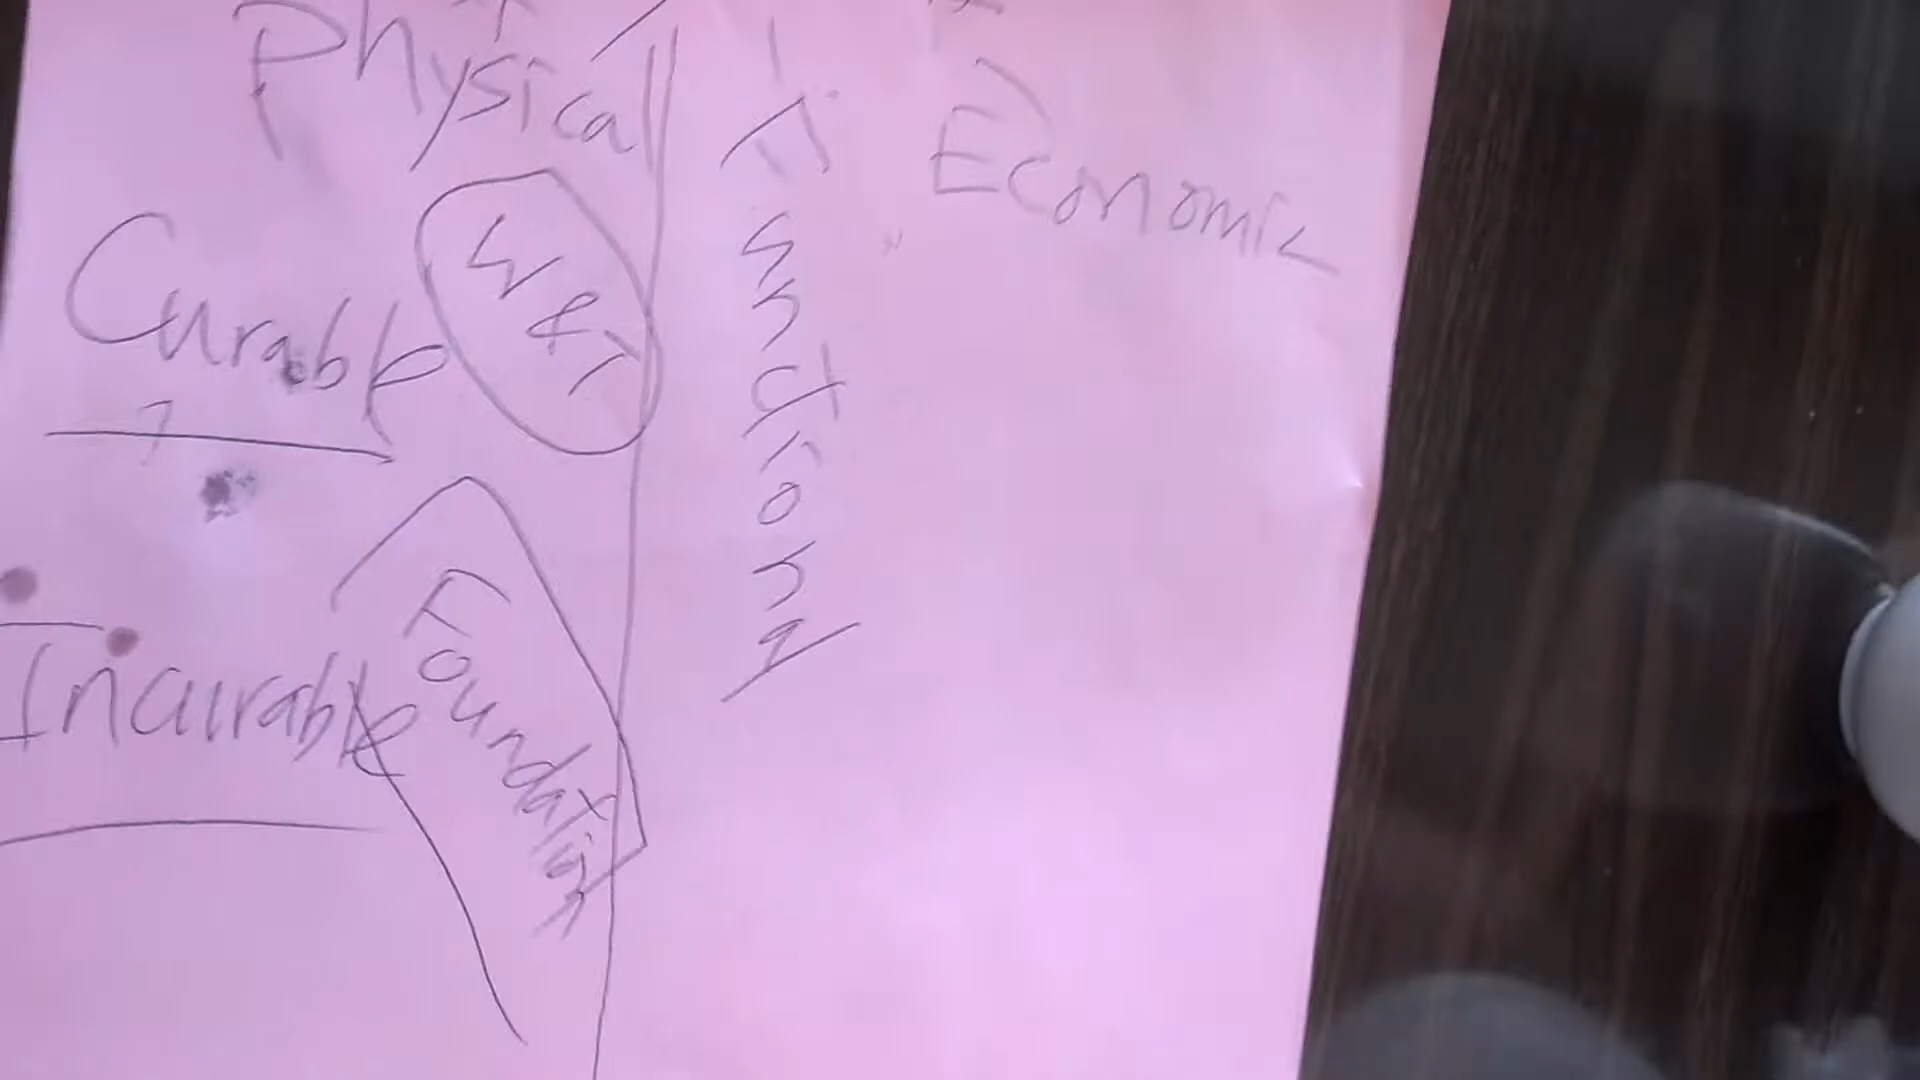 Physical
Functional
Economic
Curable
W&T
Incurable
Foundation